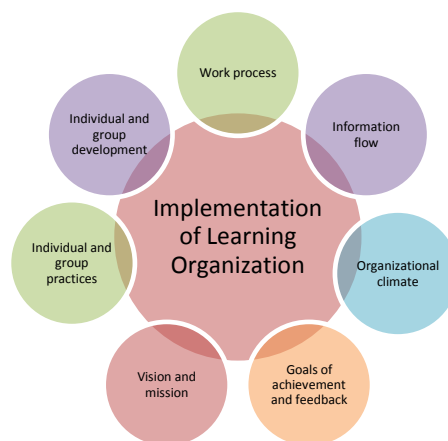 Work process
Individual and
group
development
Information
flow
Implementation
of Learning
Organization
Individual and
group
practices
Organizational
climate
Vision and
mission
Goals of
achievement
and feedback